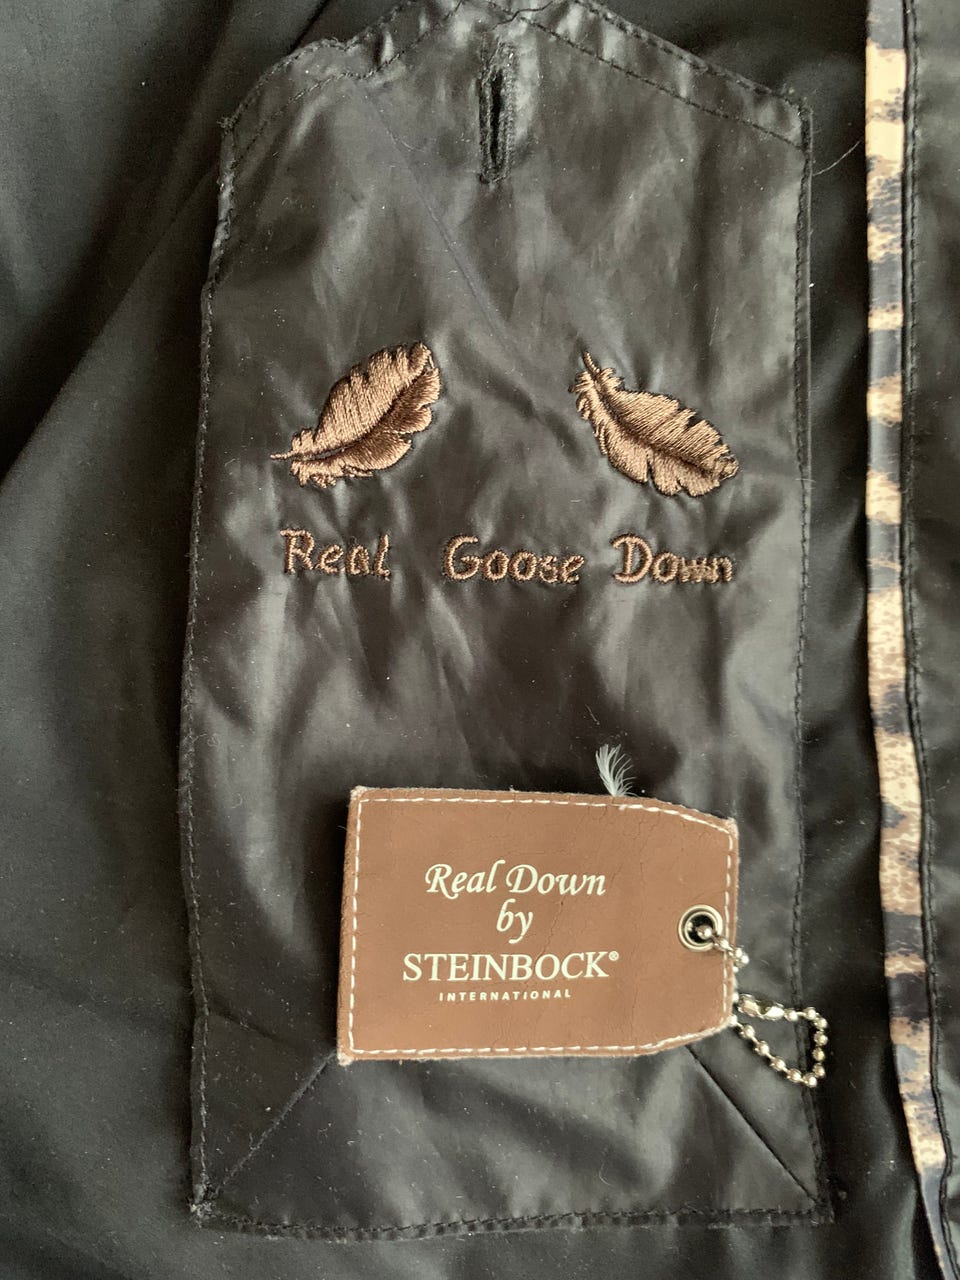 Real Goose Down
Real Down
by
STEINBOCK®
INTERNATIONAL